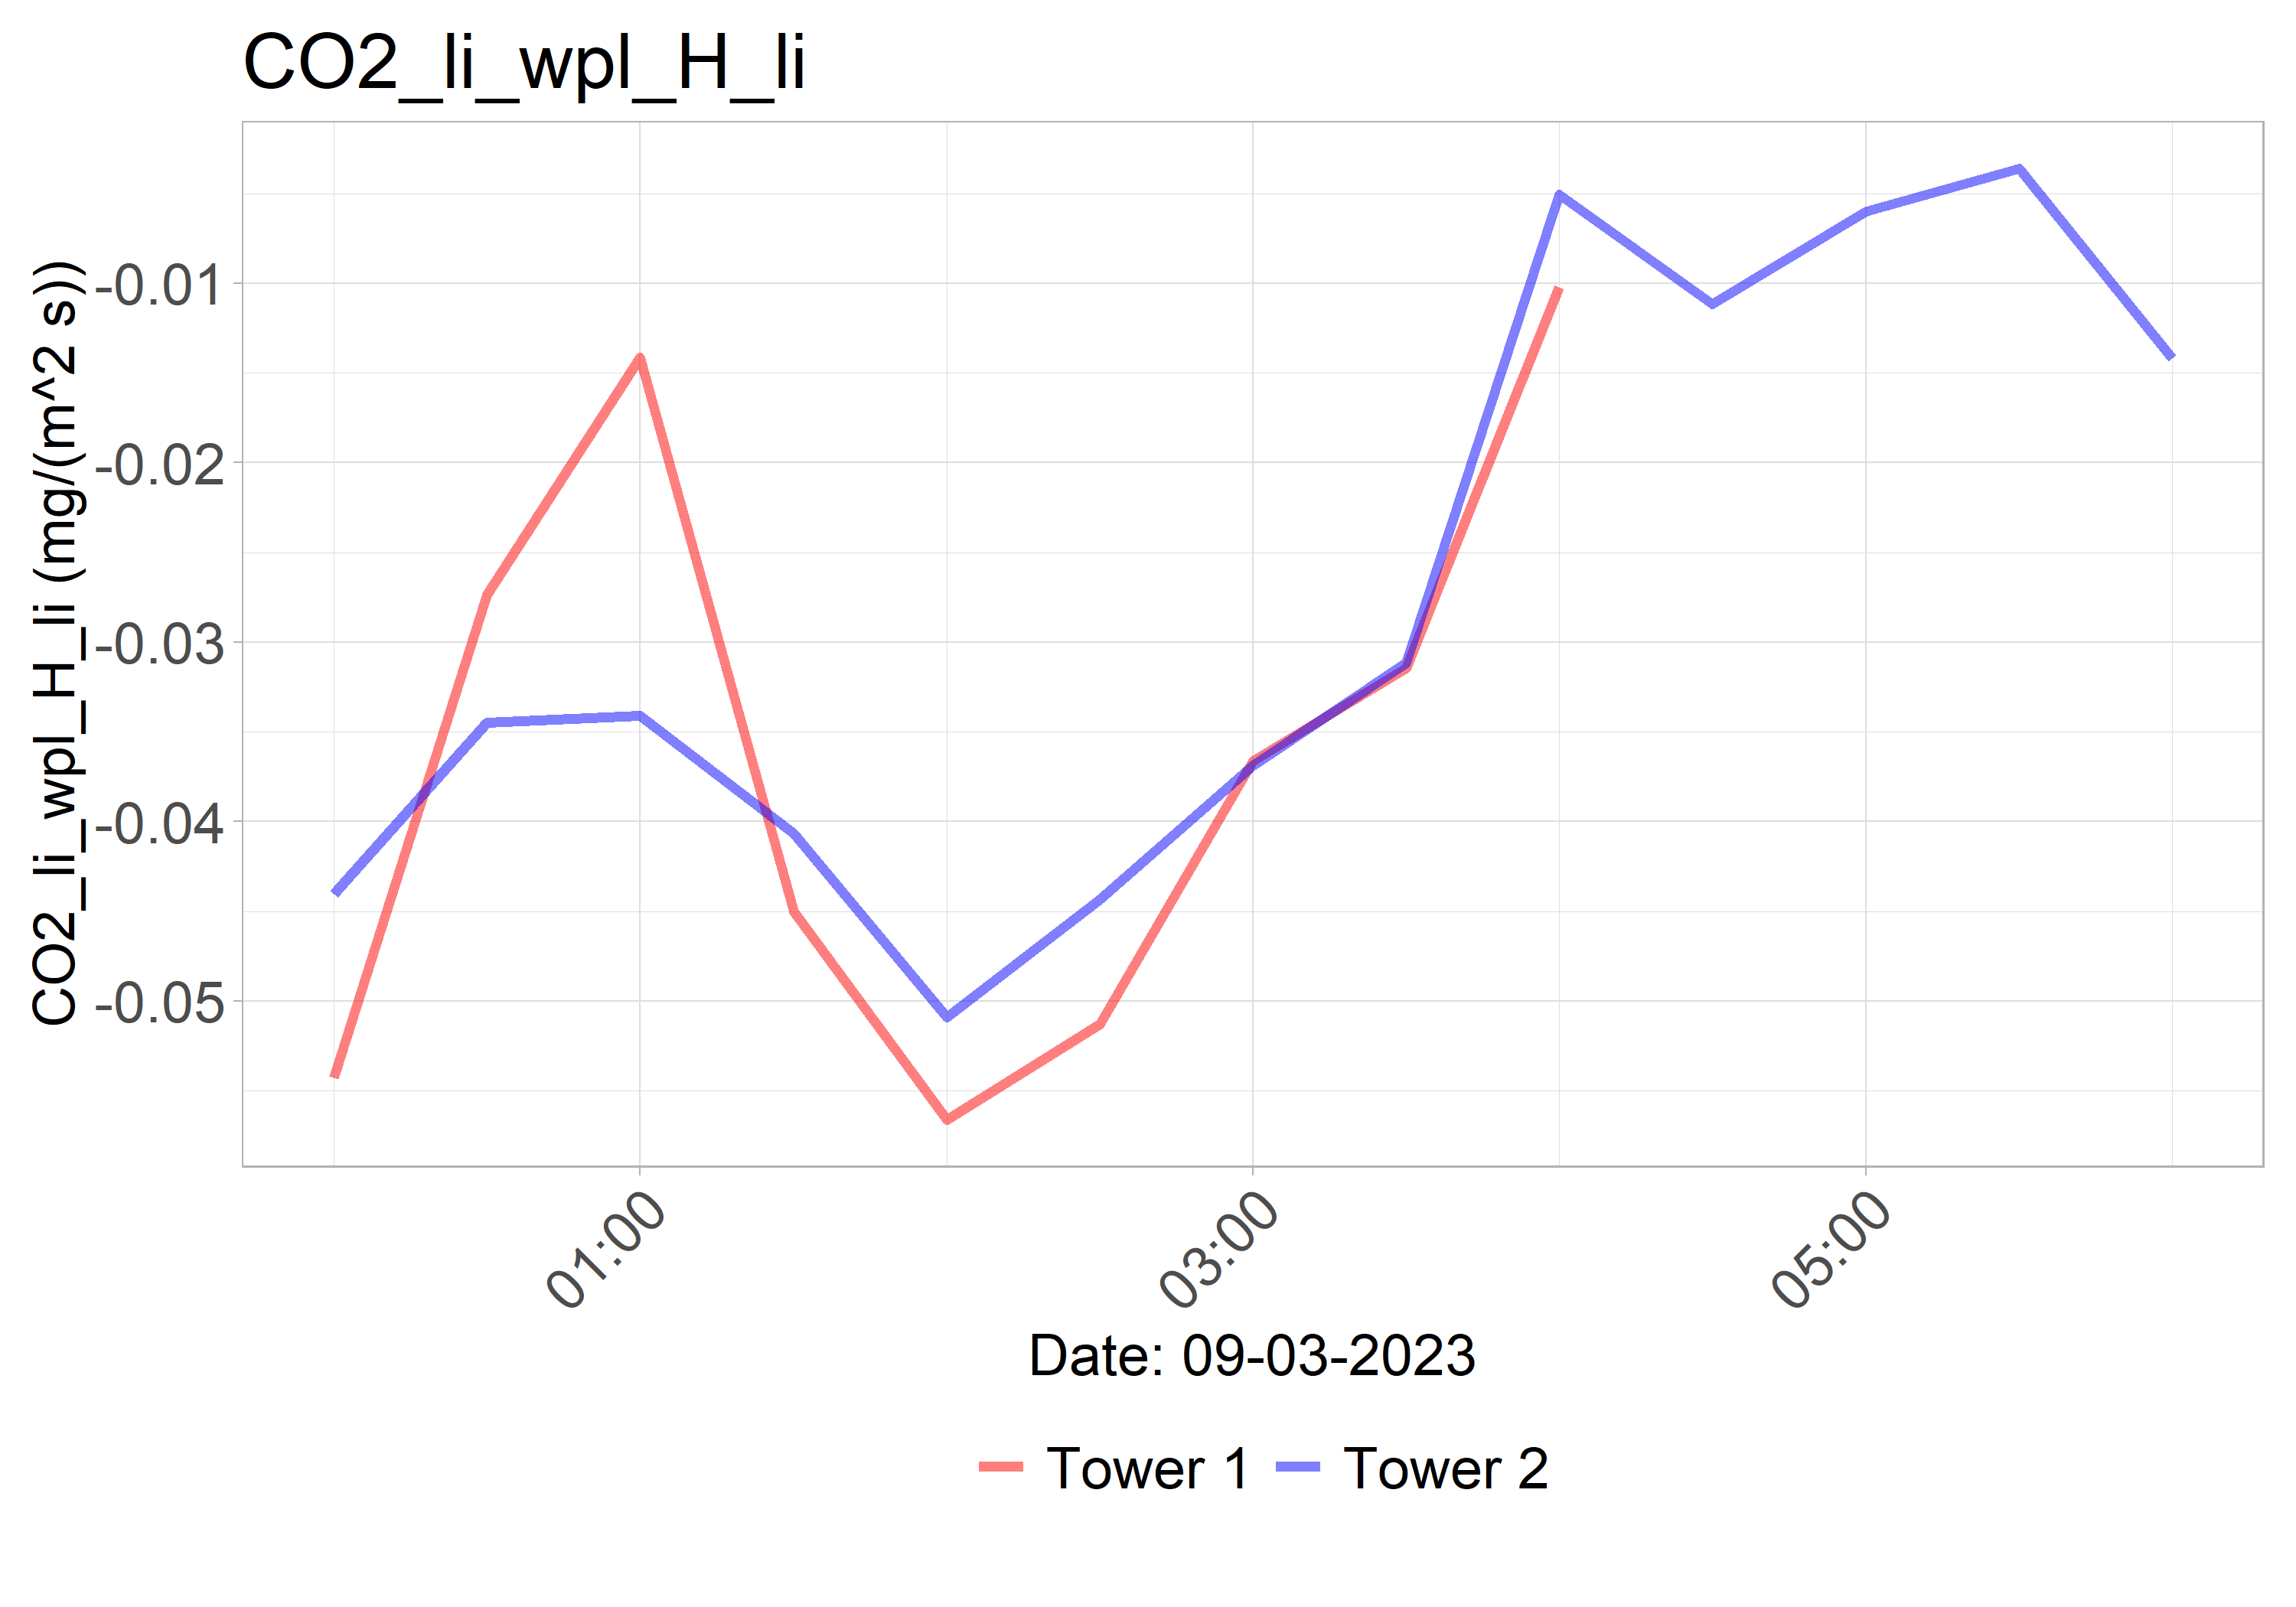 CO2_li_wpl_H_li
CO2_li_wpl_H_li (mg/(m^2 s))
-0.01
-0.02
-0.03
-0.04
-0.05
01:00
03:00
05:00
Date: 09-03-2023
Tower 1
Tower 2